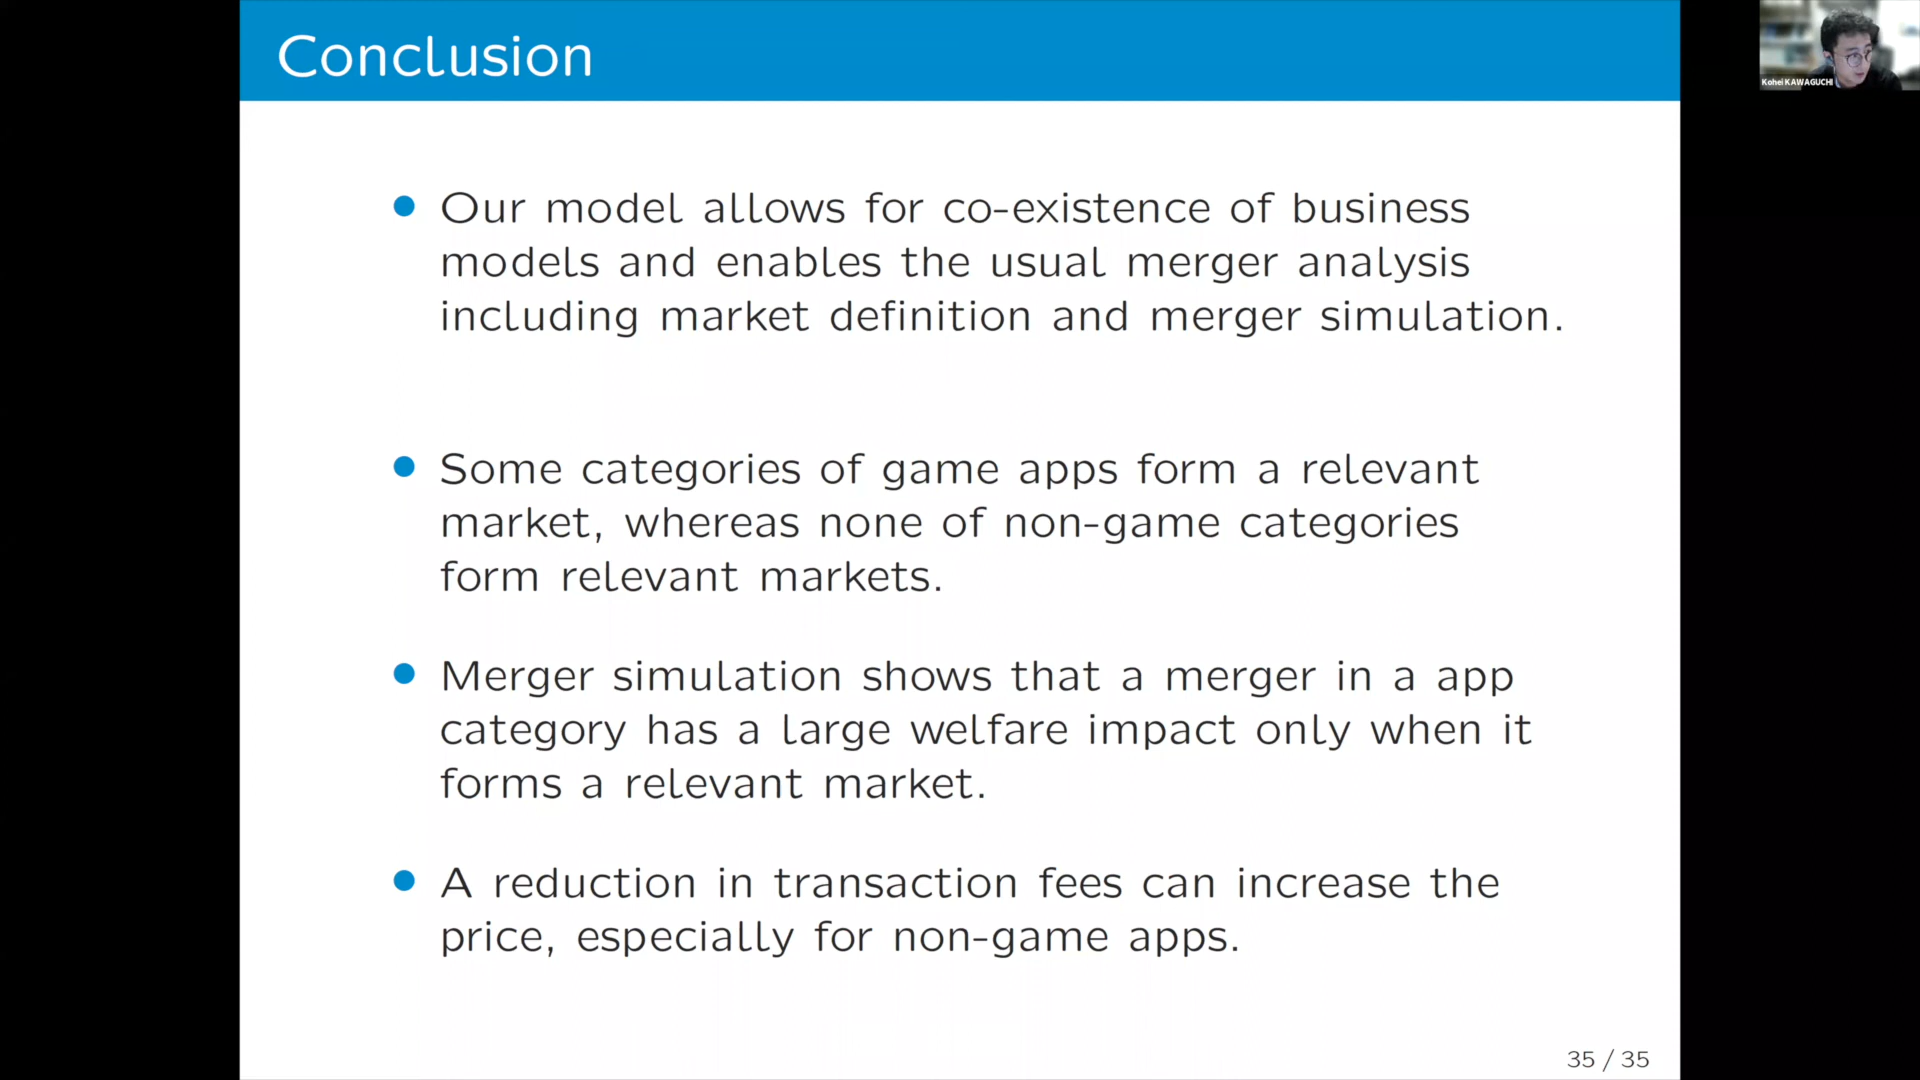 Conclusion
Kohei KAWAGUCHI
Our model allows for co-existence of business
models and enables the usual merger analysis
including market definition and merger simulation.
Some categories of game apps form a relevant
market, whereas none of non-game categories
form relevant markets.
Merger simulation shows that a merger in a app
category has a large welfare impact only when it
forms a relevant market.
A reduction in transaction fees can increase the
price, especially for non-game apps.
35 / 35